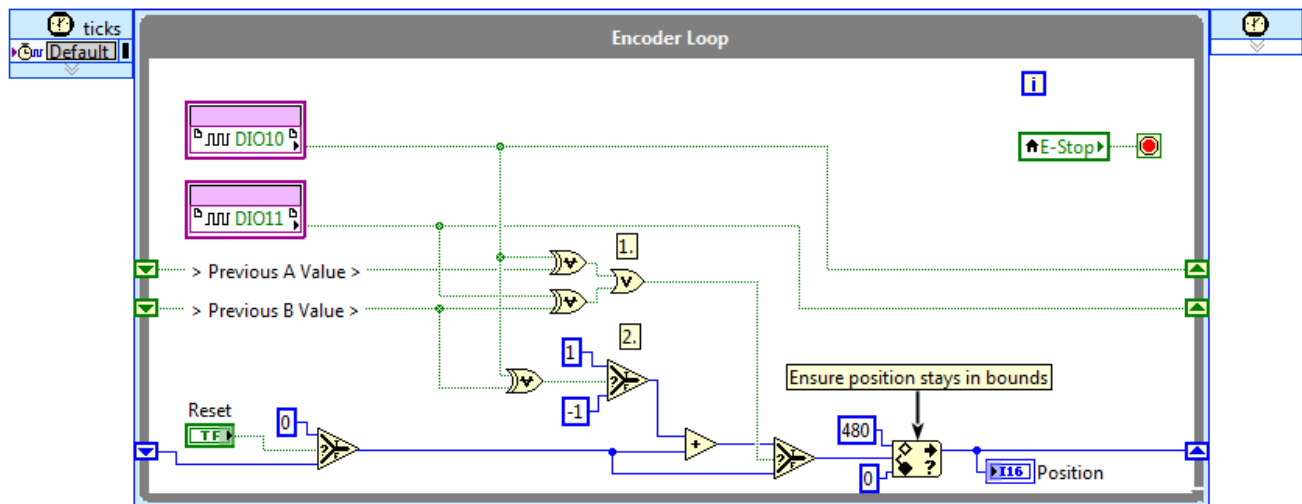 ticks
Default
Encoder Loop
i
DIO10
E-Stop
DIO11
1.
> Previous A Value >
> Previous B Value >
2.
1
Ensure position stays in bounds
-1
Reset
TF
0
480
?
?
?
+
?
0
I16
Position